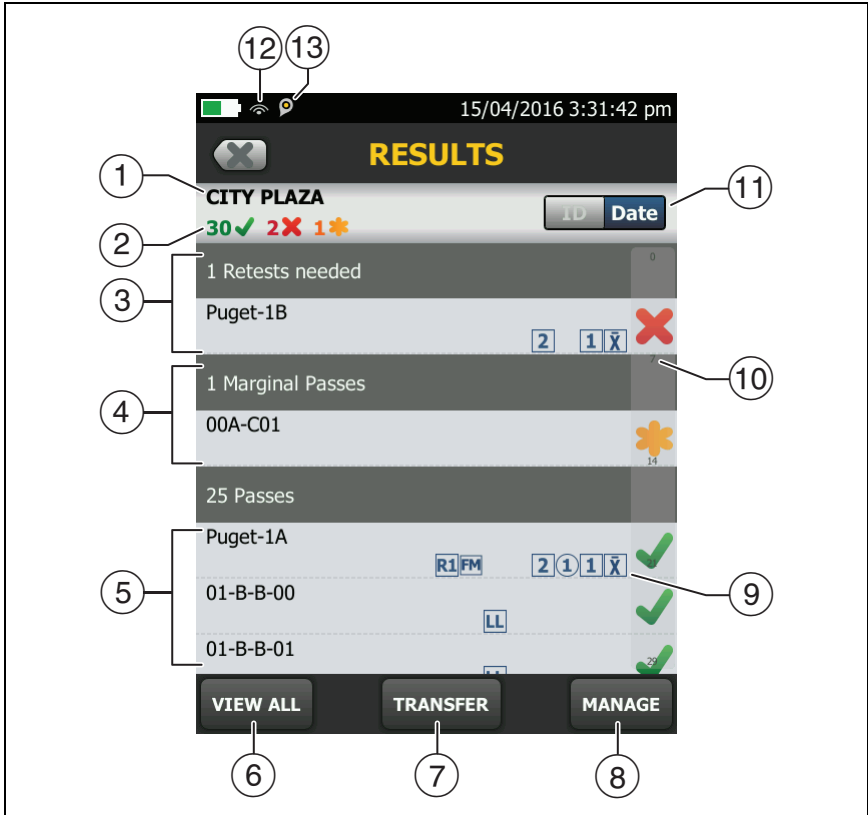 12 13
15/04/2016 3:31:42 pm
RESULTS
1
CITY PLAZA
ID Date
11
2
30 2 1
0
3
1 Retests needed
Puget-1B
2 1 X̄
7
10
4
1 Marginal Passes
00A-C01
14
25 Passes
5
Puget-1A
R1 FM 2 1 1 X̄
21
9
01-B-B-00
LL
01-B-B-01
29
LL
VIEW ALL TRANSFER MANAGE
6 7 8